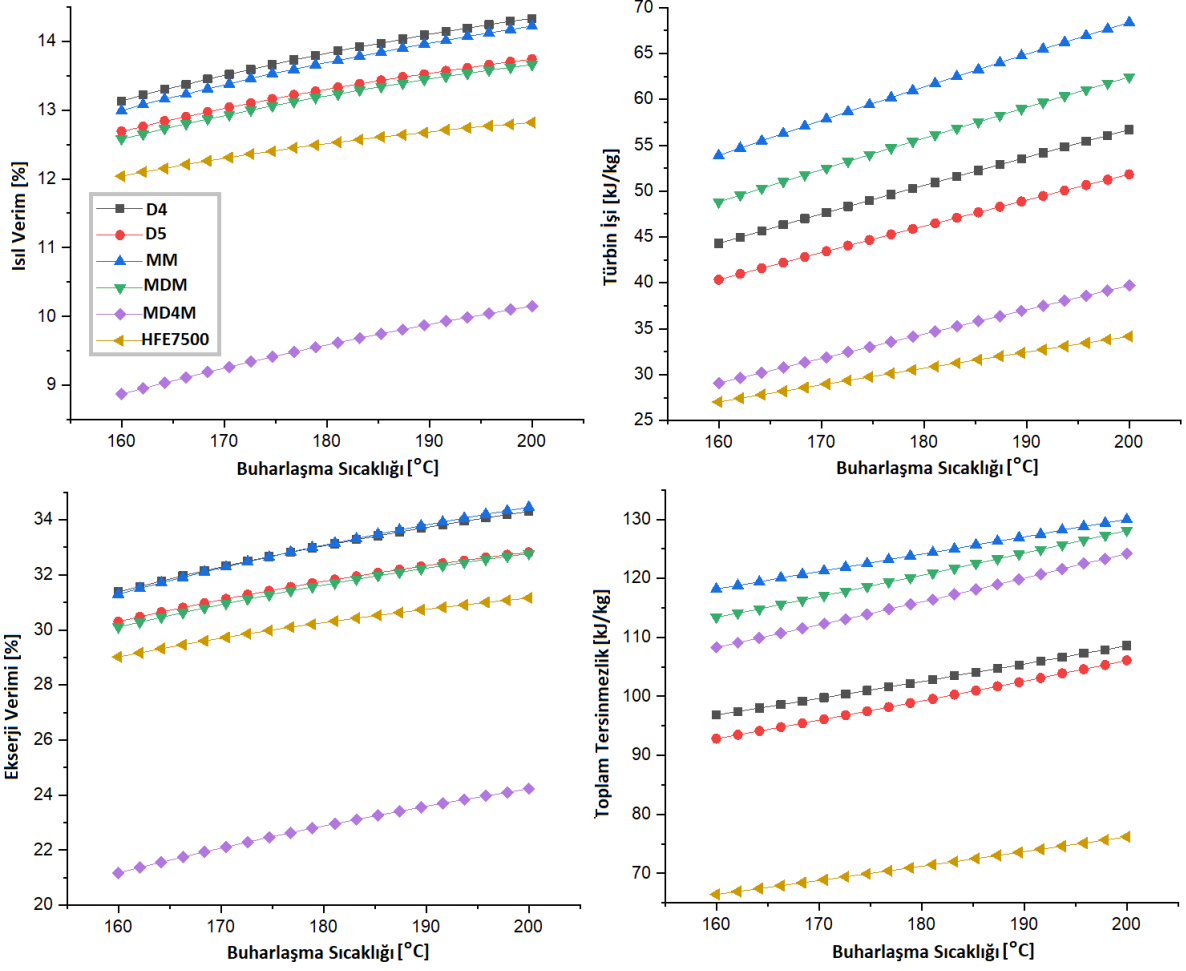 Isıl Verim [%]
14
13
12
11
10
9
D4
D5
MM
MDM
MD4M
HFE7500
160 170 180 190 200
Buharlaşma Sıcaklığı [°C]
Türbin İşi [kJ/kg]
70
65
60
55
50
45
40
35
30
25
160 170 180 190 200
Buharlaşma Sıcaklığı [°C]
Ekserji Verimi [%]
34
32
30
28
26
24
22
20
160 170 180 190 200
Buharlaşma Sıcaklığı [°C]
Toplam Tersinmezlik [kJ/kg]
130
120
110
100
90
80
70
160 170 180 190 200
Buharlaşma Sıcaklığı [°C]